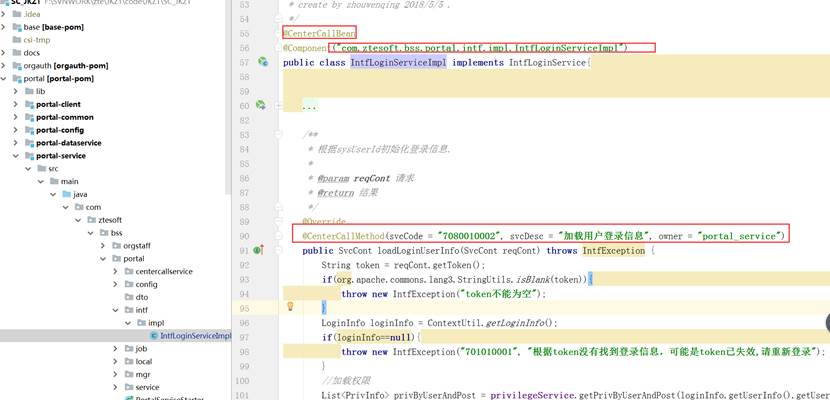 SC_JKZ1 F:\SVNWORK\zte\JKZ1\code\SC_JKZ1
.idea
base [base-pom]
csi-tmp
docs
orgauth (orgauth-pom)
portal (portal-pom)
lib
portal-client
portal-common
portal-config
portal-dataservice
portal-service
src
main
java
com
ztesoft
bss
orgstaff
portal
centercallservice
config
dto
intf
impl
IntfLoginServiceImpl
job
local
mgr
service
PortalServiceStarter
53 * create by zhouwenqing 2018/5/5 .
54 */
55 @CenterCallBean
56 @Component("com.ztesoft.bss.portal.intf.impl.IntfLoginServiceImpl")
57 public class IntfLoginServiceImpl implements IntfLoginService{
58
59
60 ...
82
83 /**
84 * 根据sysUserId初始化登录信息.
85 *
86 * @param reqCont 请求
87 * @return 结果
88 */
89 @Override
90 @CenterCallMethod(svcCode = "7080010002", svcDesc = "加载用户登录信息", owner = "portal_service")
91 public SvcCont loadLoginUserInfo(SvcCont reqCont) throws IntfException {
92 String token = reqCont.getToken();
93 if(org.apache.commons.lang3.StringUtils.isBlank(token)){
94 throw new IntfException("token不能为空");
95 }
96 LoginInfo loginInfo = ContextUtil.getLoginInfo();
97 if(loginInfo==null){
98 throw new IntfException("701010001", "根据token没有找到登录信息，可能是token已失效,请重新登录");
99 }
100 //加载权限
101 List<PrivInfo> privByUserAndPost = privilegeService.getPrivByUserAndPost(loginInfo.getUserInfo().getUser